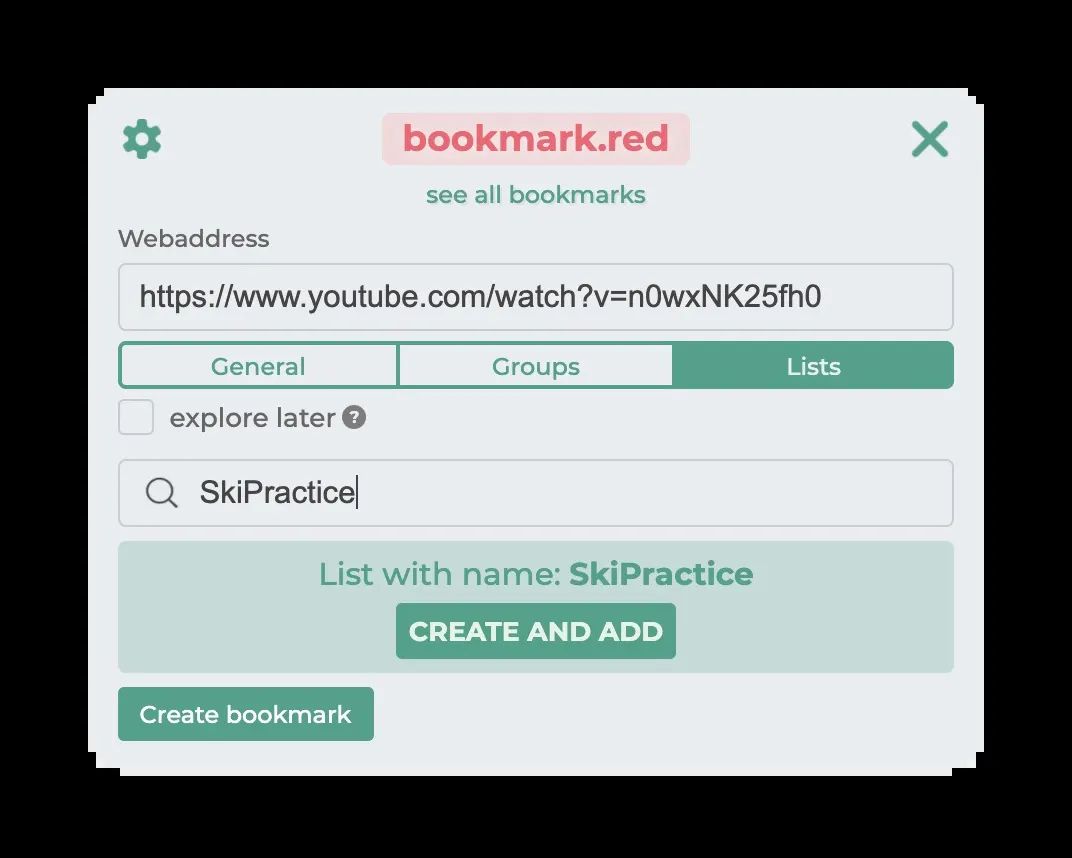 bookmark.red
see all bookmarks
Webaddress
https://www.youtube.com/watch?v=n0wxNK25fh0
General Groups Lists
explore later ?
SkiPractice
List with name: SkiPractice
CREATE AND ADD
Create bookmark